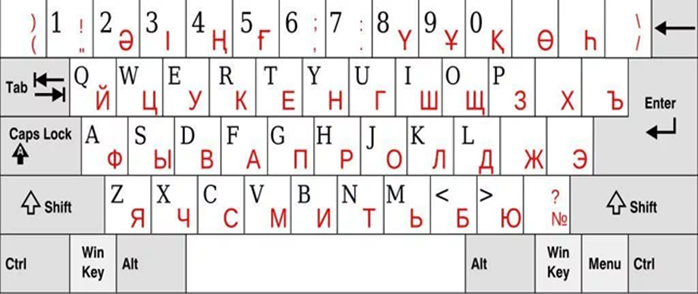 ) ( 1 ! " 2 Ә 3 І 4 Ң 5 Ғ 6 ; , 7 : . 8 Ү 9 Ұ 0 Қ Ө Һ \ /
Tab Q Й W Ц E У R К T Е Y Н U Г I Ш O Щ P З Х Ъ Enter
Caps Lock A Ф S Ы D В F А G П H Р J О K Л L Д Ж Э
Shift Z Я X Ч C С V М B И N Т M Ь < Б > Ю ? № Shift
Ctrl Win Key Alt Alt Win Key Menu Ctrl